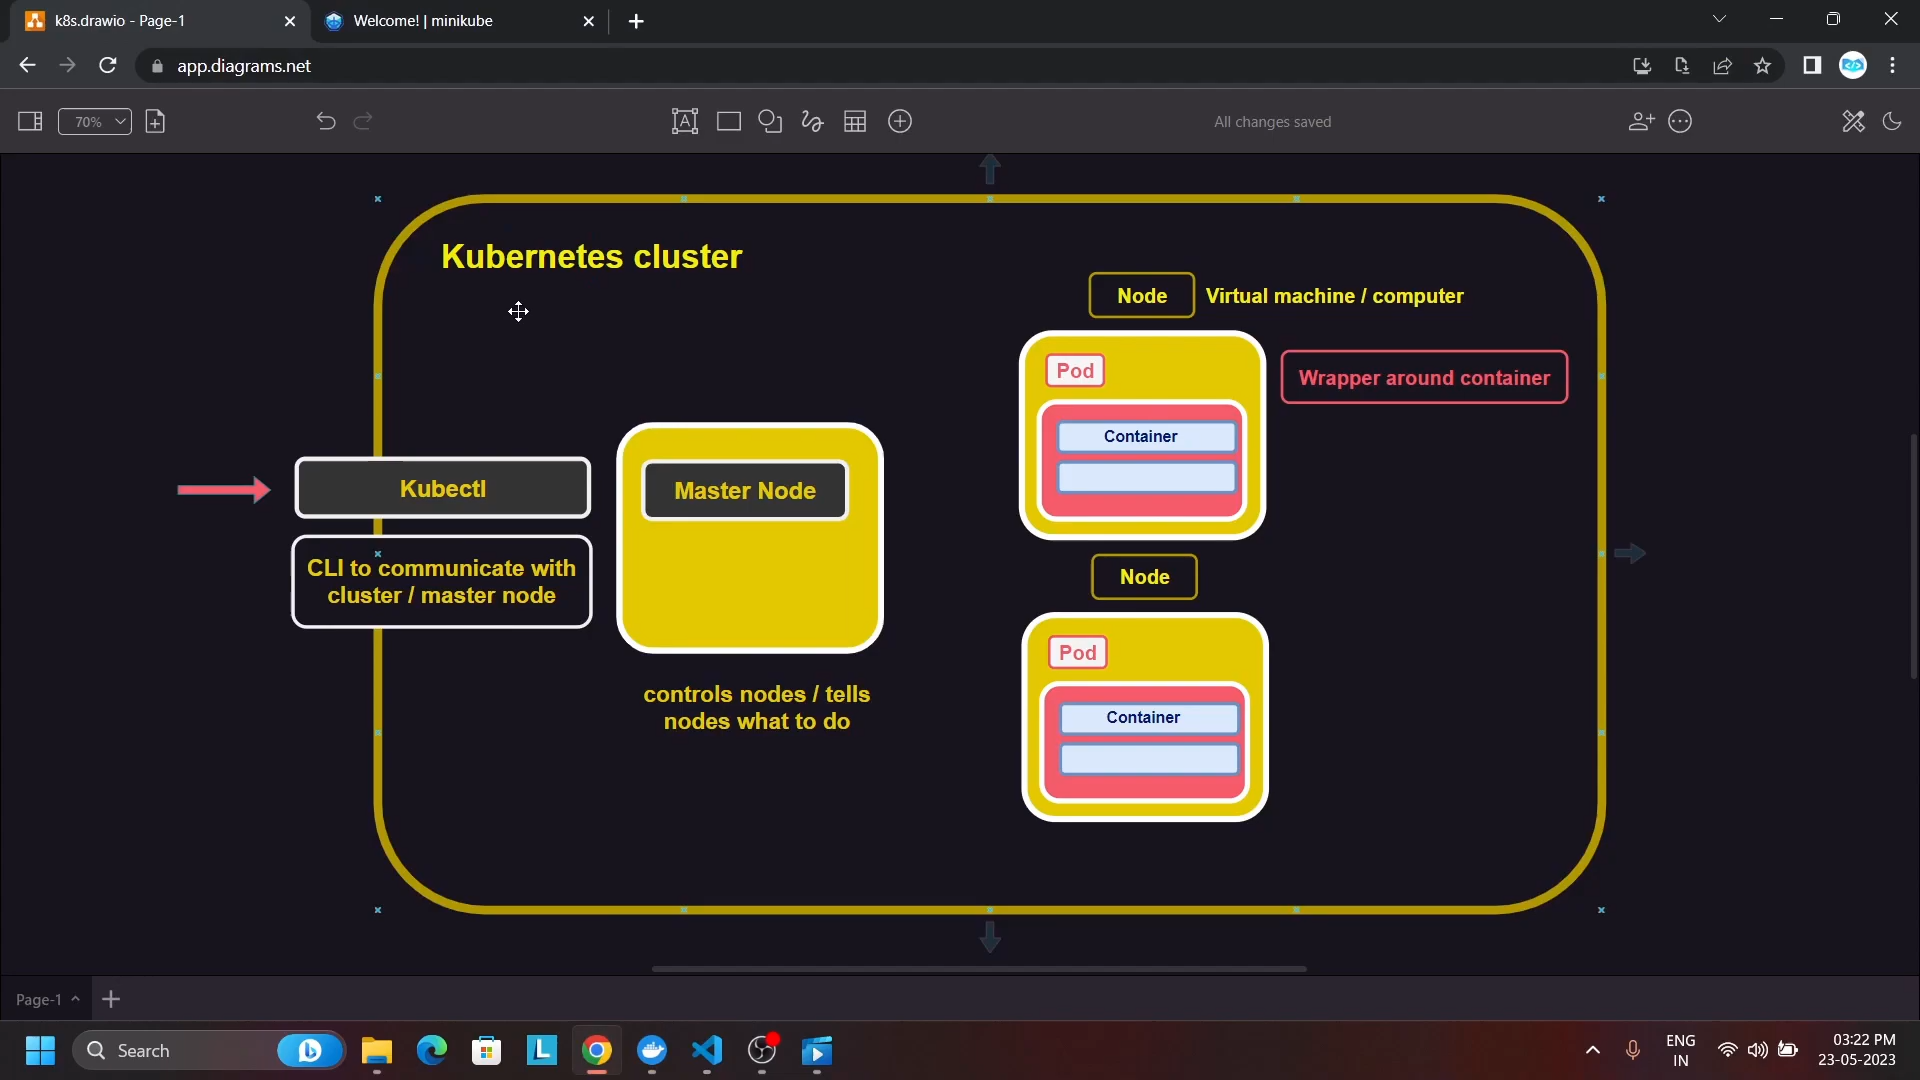 k8s.drawio - Page-1
Welcome! | minikube
app.diagrams.net
70%
All changes saved
Kubernetes cluster
Node
Virtual machine / computer
Pod
Wrapper around container
Container
Kubectl
Master Node
CLI to communicate with
cluster / master node
Node
controls nodes / tells
nodes what to do
Pod
Container
Page-1
Search
ENG
IN
03:22 PM
23-05-2023